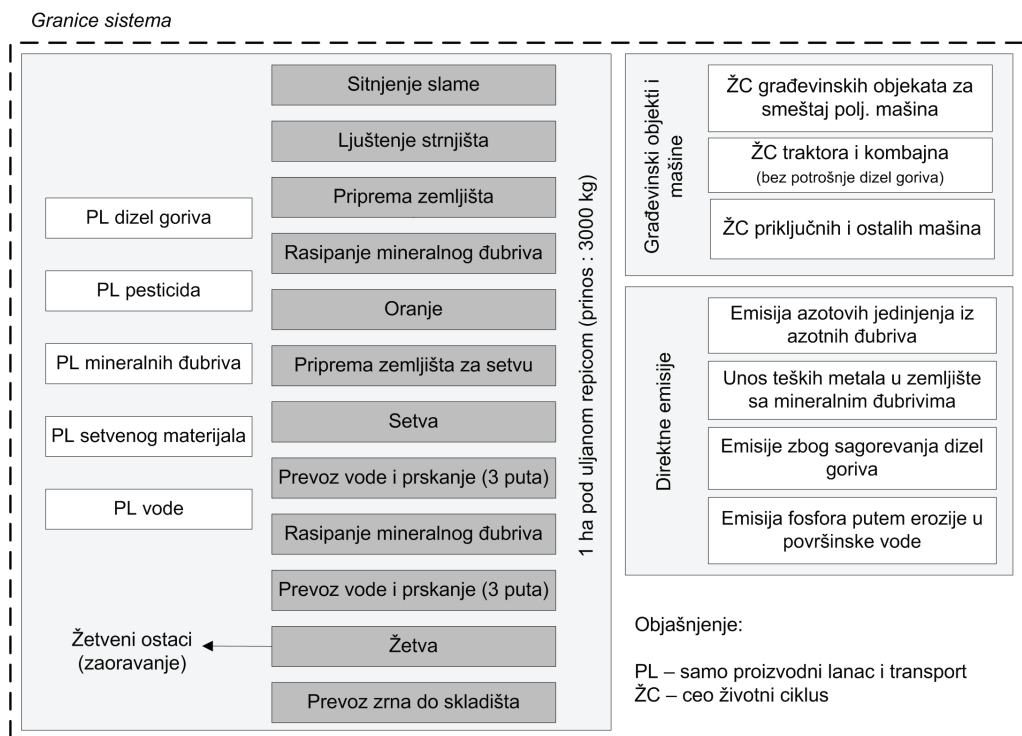 Granice sistema
Sitnjenje slame
Ljuštenje strnjišta
Priprema zemljišta
Rasipanje mineralnog đubriva
Oranje
Priprema zemljišta za setvu
Setva
Prevoz vode i prskanje (3 puta)
Rasipanje mineralnog đubriva
Prevoz vode i prskanje (3 puta)
Žetva
Prevoz zrna do skladišta
PL dizel goriva
PL pesticida
PL mineralnih đubriva
PL setvenog materijala
PL vode
Žetveni ostaci
(zaoravanje)
1 ha pod uljanom repicom (prinos : 3000 kg)
Građevinski objekti i
mašine
ŽC građevinskih objekata za
smeštaj polj. mašina
ŽC traktora i kombajna
(bez potrošnje dizel goriva)
ŽC priključnih i ostalih mašina
Direktne emisije
Emisija azotovih jedinjenja iz
azotnih đubriva
Unos teških metala u zemljište
sa mineralnim đubrivima
Emisije zbog sagorevanja dizel
goriva
Emisija fosfora putem erozije u
površinske vode
Objašnjenje:
PL – samo proizvodni lanac i transport
ŽC – ceo životni ciklus